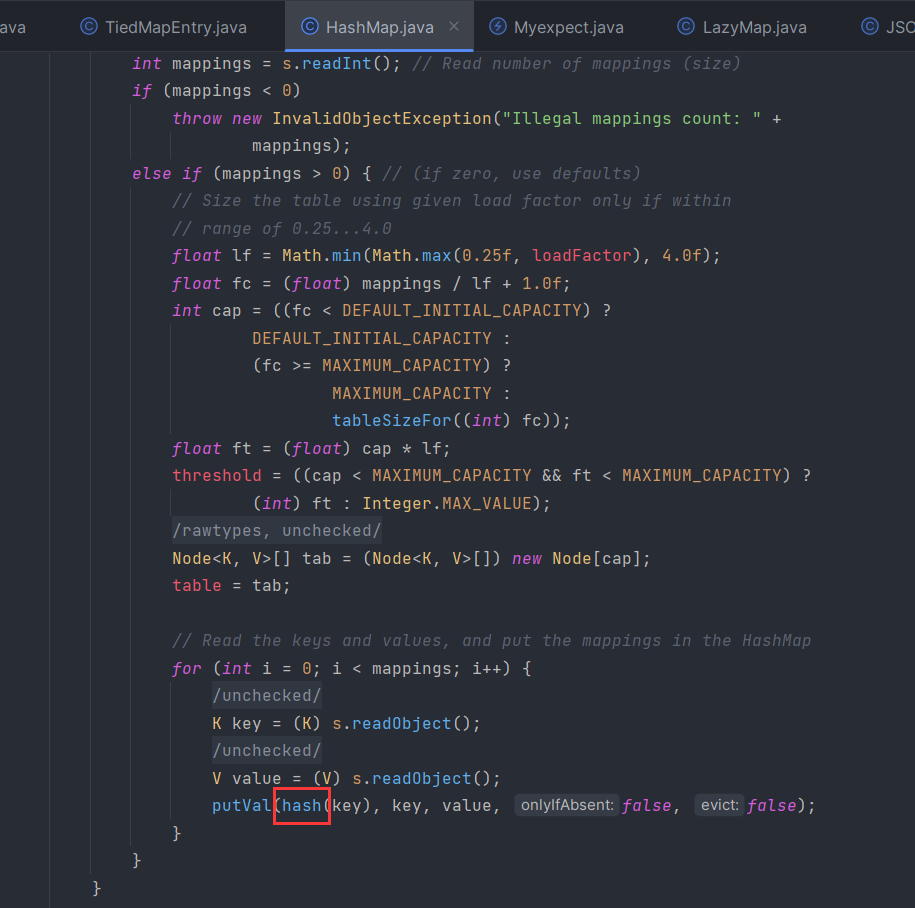 ava TiedMapEntry.java HashMap.java Myexpect.java LazyMap.java JSO
int mappings = s.readInt(); // Read number of mappings (size)
if (mappings < 0)
throw new InvalidObjectException("Illegal mappings count: " +
mappings);
else if (mappings > 0) { // (if zero, use defaults)
// Size the table using given load factor only if within
// range of 0.25...4.0
float lf = Math.min(Math.max(0.25f, loadFactor), 4.0f);
float fc = (float) mappings / lf + 1.0f;
int cap = ((fc < DEFAULT_INITIAL_CAPACITY) ?
DEFAULT_INITIAL_CAPACITY :
(fc >= MAXIMUM_CAPACITY) ?
MAXIMUM_CAPACITY :
tableSizeFor((int) fc));
float ft = (float) cap * lf;
threshold = ((cap < MAXIMUM_CAPACITY && ft < MAXIMUM_CAPACITY) ?
(int) ft : Integer.MAX_VALUE);
/rawtypes, unchecked/
Node<K, V>[] tab = (Node<K, V>[]) new Node[cap];
table = tab;
// Read the keys and values, and put the mappings in the HashMap
for (int i = 0; i < mappings; i++) {
/unchecked/
K key = (K) s.readObject();
/unchecked/
V value = (V) s.readObject();
putVal(hash(key), key, value, onlyIfAbsent: false, evict: false);
}
}
}